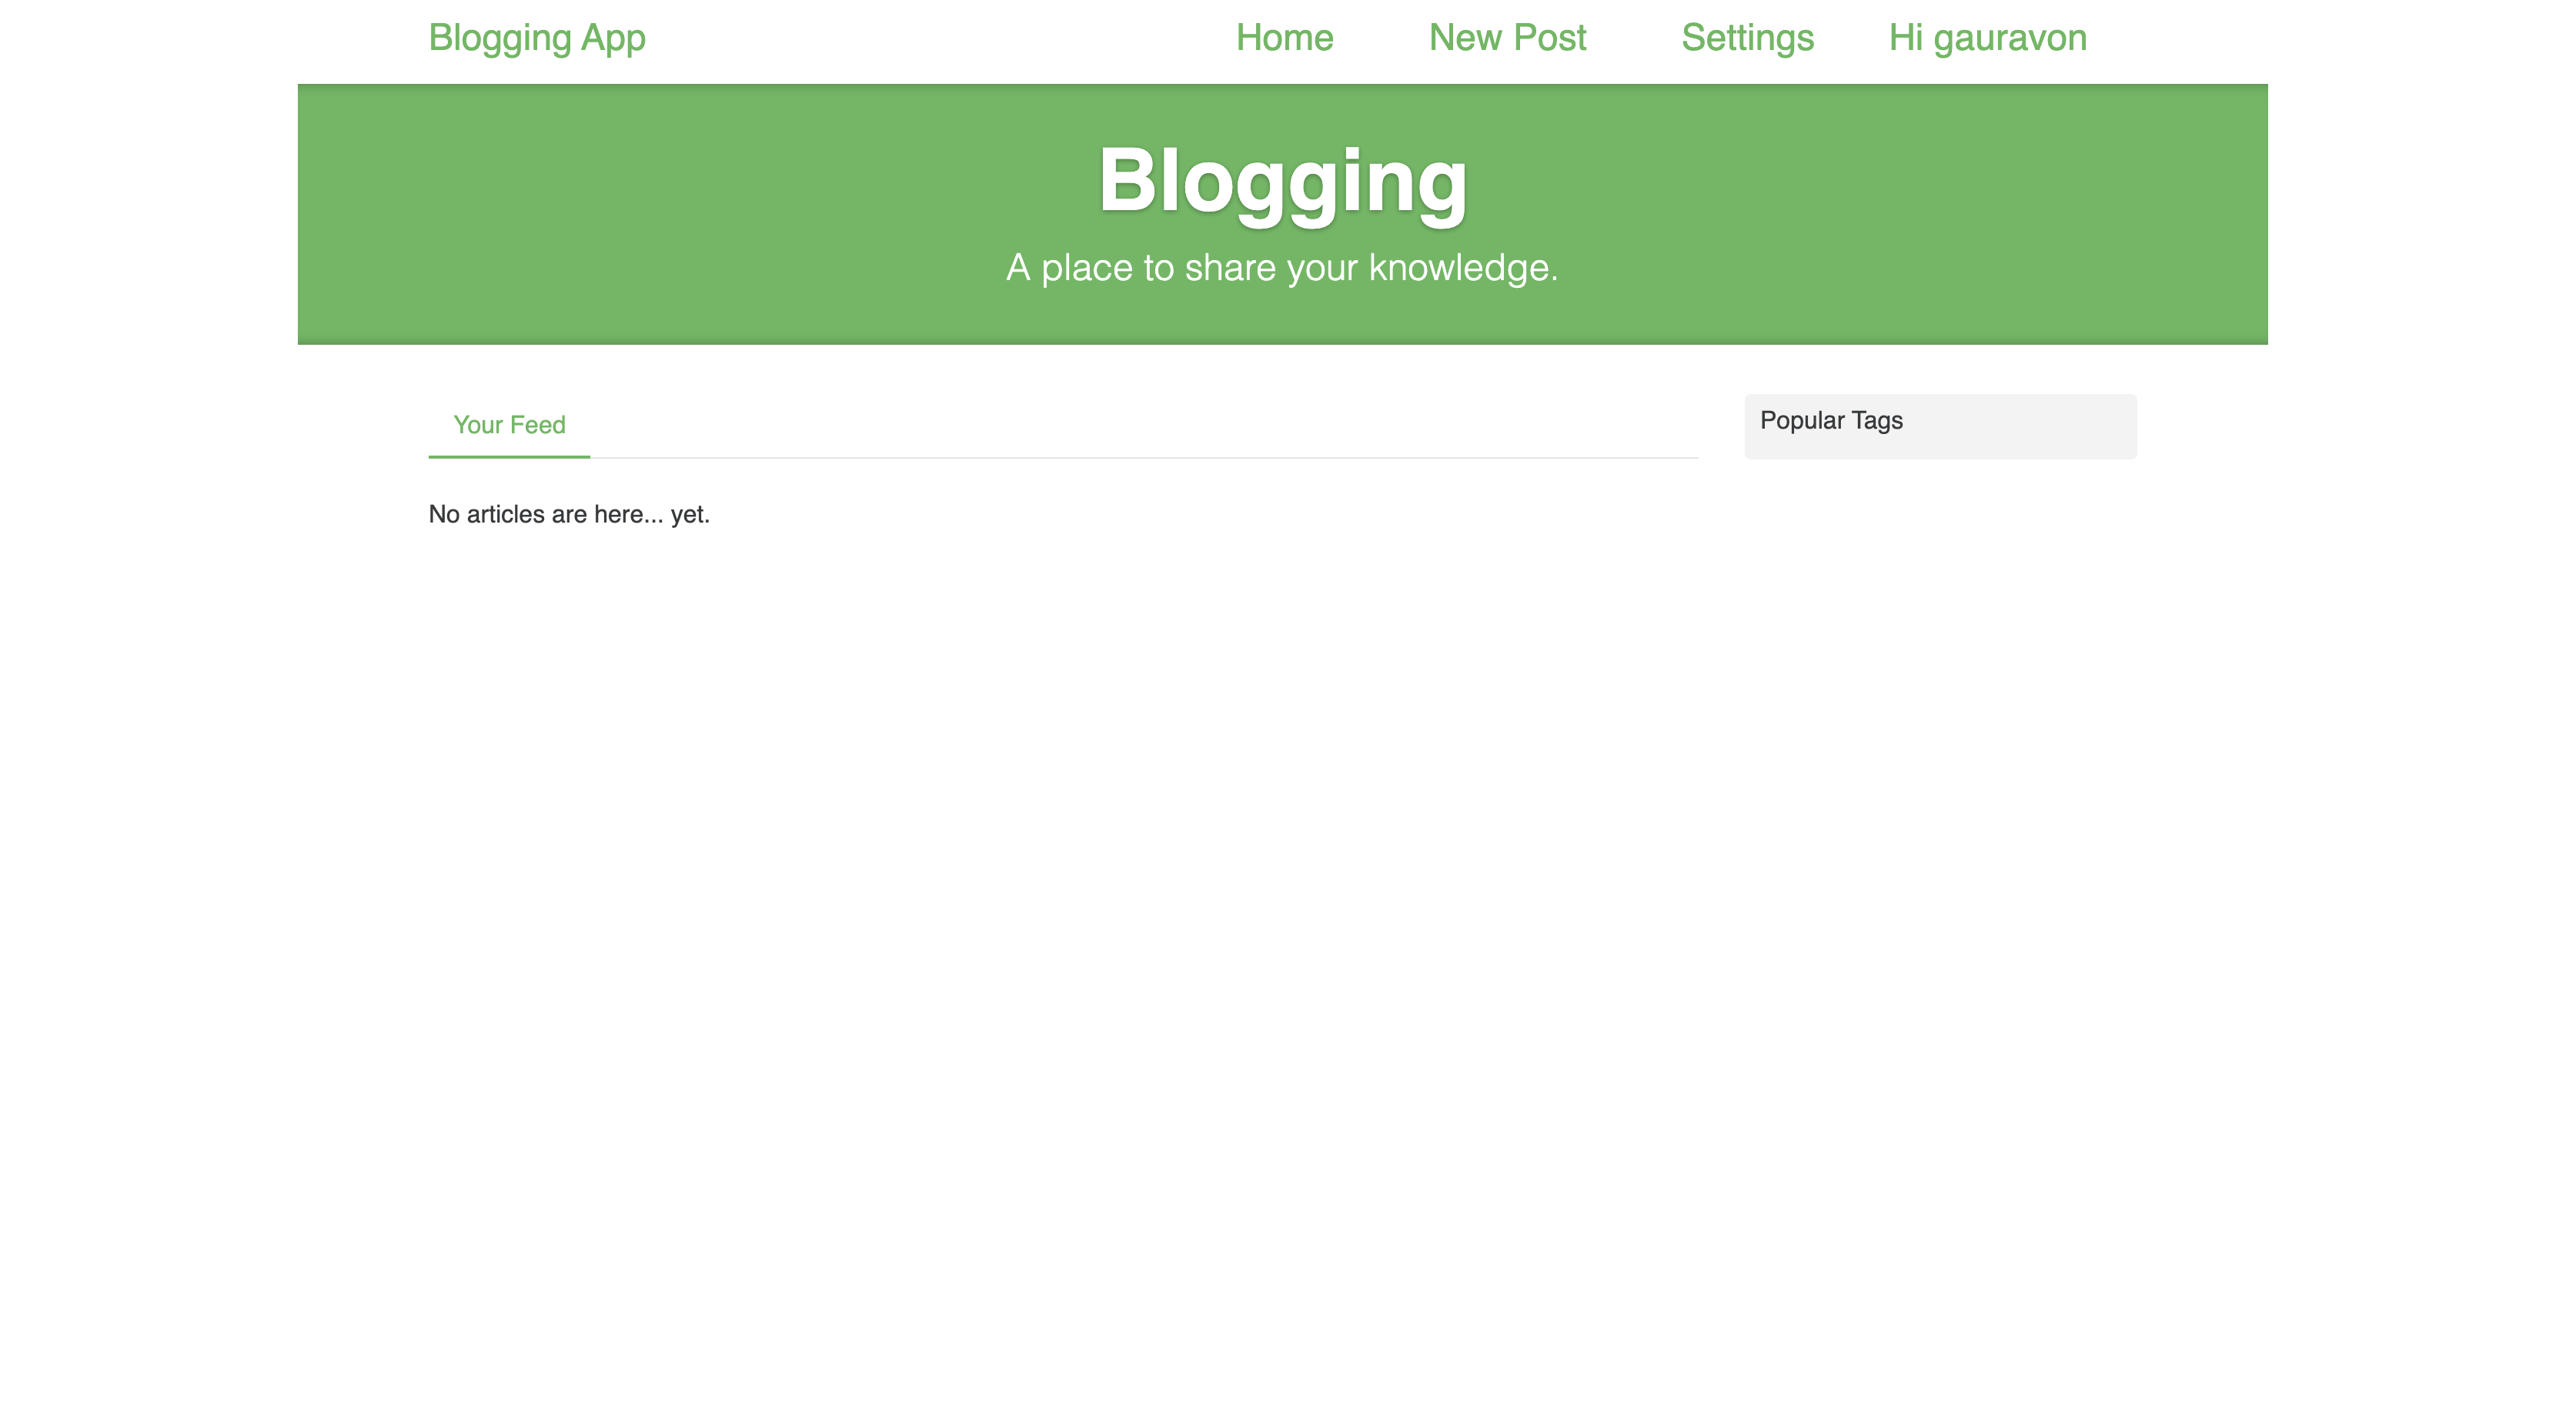 Blogging App Home New Post Settings Hi gauravon
Blogging
A place to share your knowledge.
Your Feed
Popular Tags
No articles are here... yet.